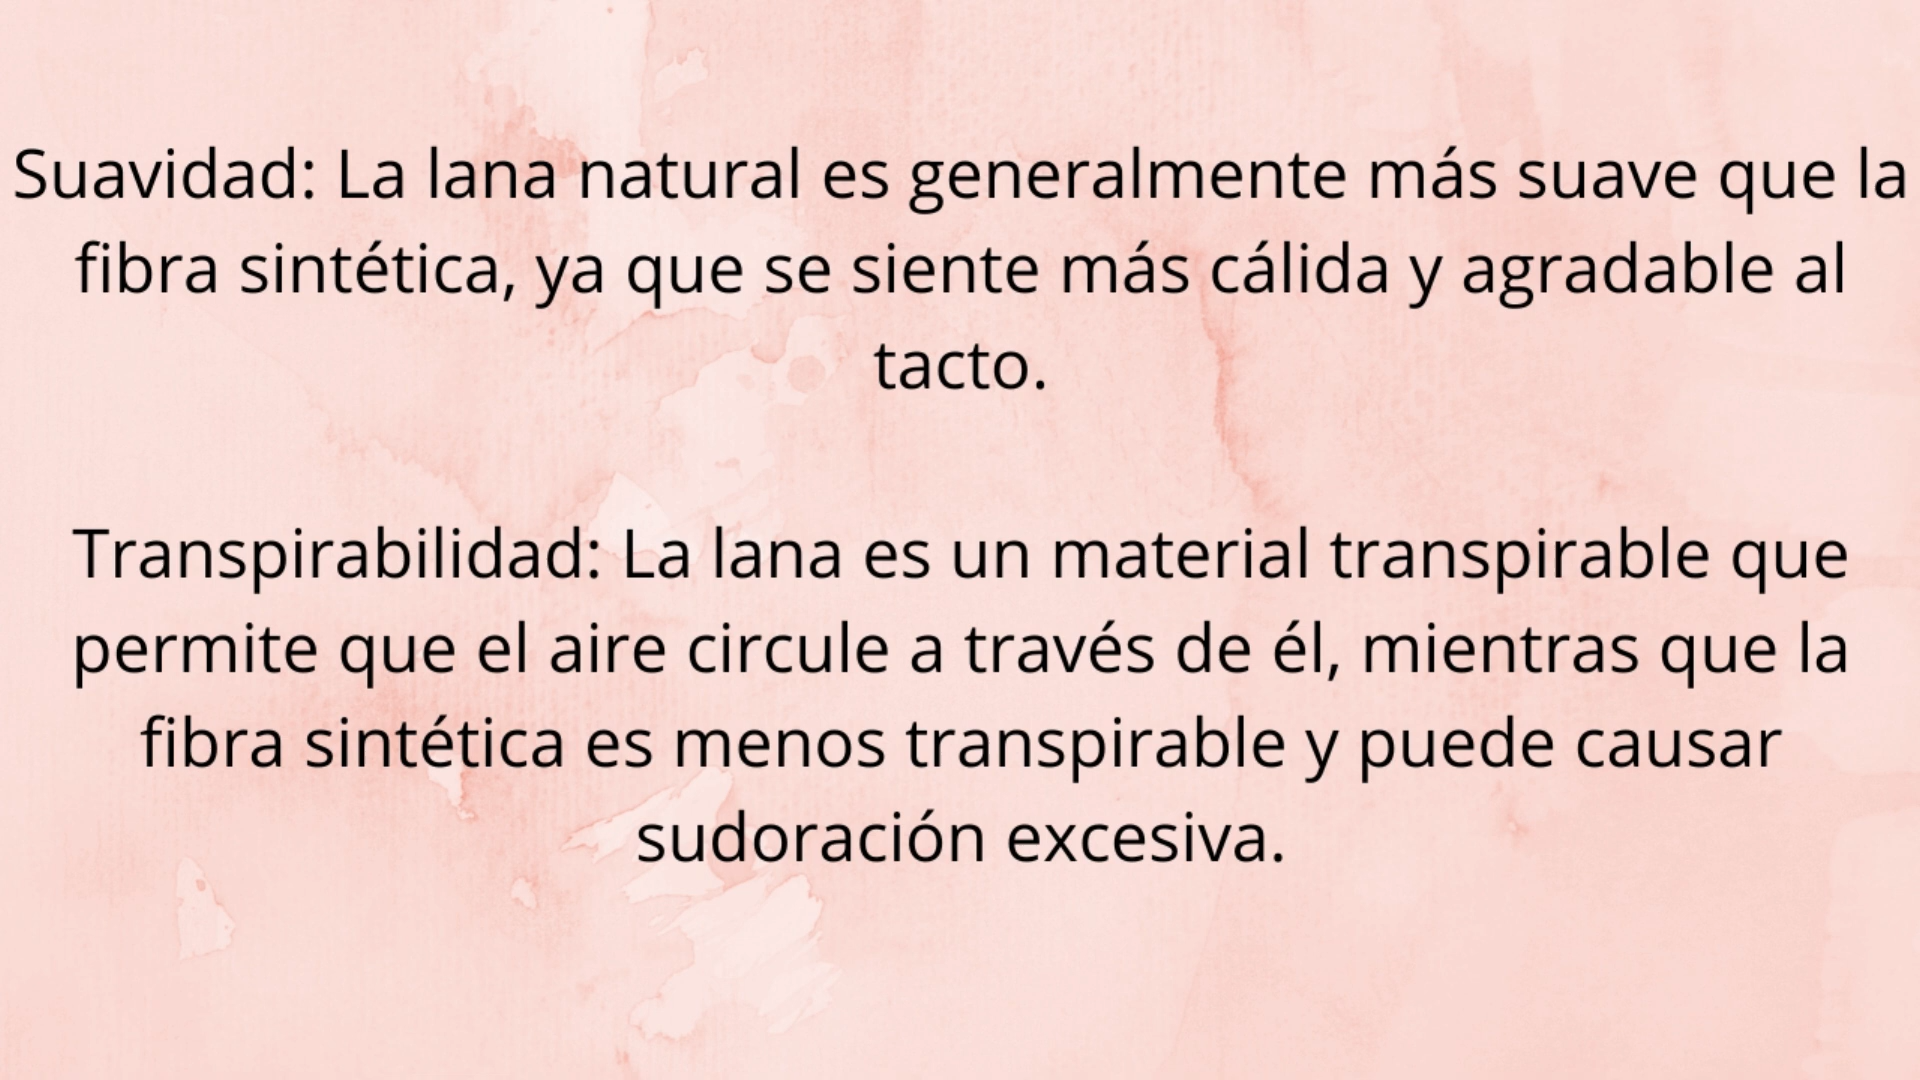 Suavidad: La lana natural es generalmente más suave que la
fibra sintética, ya que se siente más cálida y agradable al
tacto.
Transpirabilidad: La lana es un material transpirable que
permite que el aire circule a través de él, mientras que la
fibra sintética es menos transpirable y puede causar
sudoración excesiva.